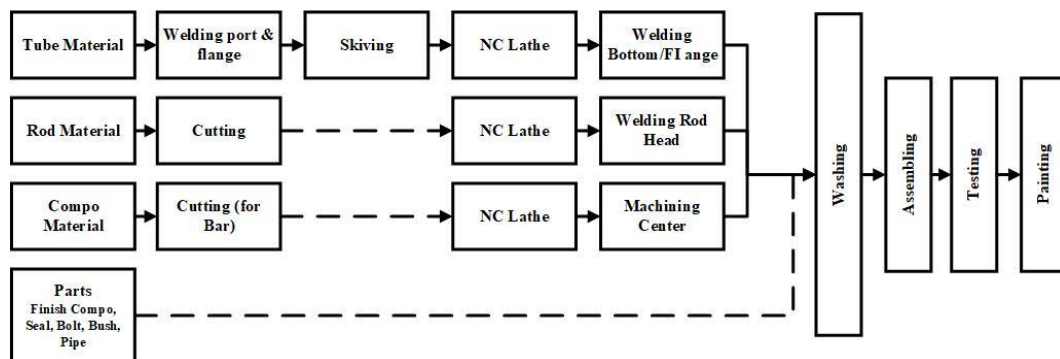 Tube Material
Welding port &
flange
Skiving
NC Lathe
Welding
Bottom/FI ange
Rod Material
Cutting
NC Lathe
Welding Rod
Head
Compo
Material
Cutting (for
Bar)
NC Lathe
Machining
Center
Parts
Finish Compo,
Seal, Bolt, Bush,
Pipe
Washing
Assembling
Testing
Painting